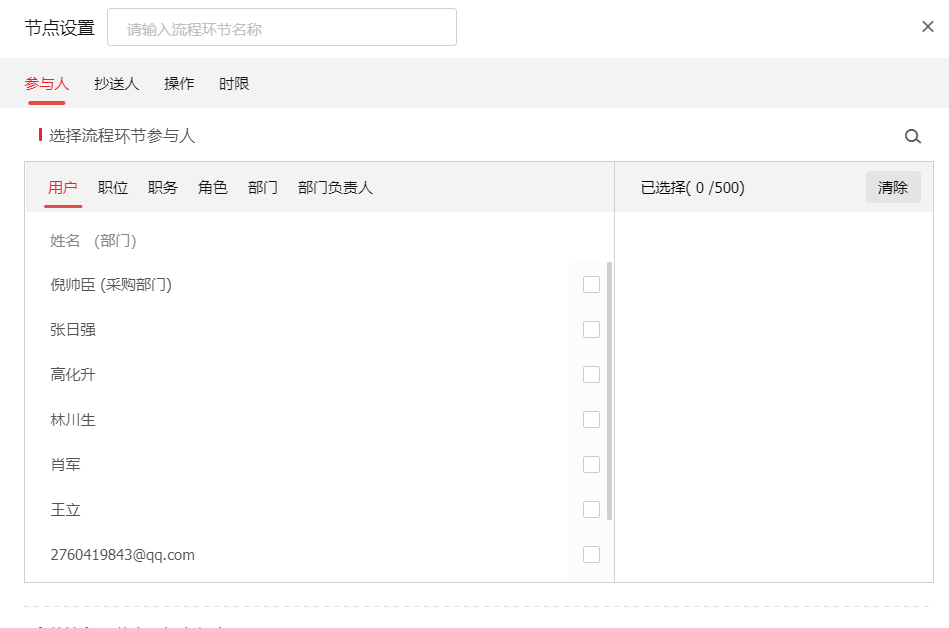 节点设置 请输入流程环节名称
参与人 抄送人 操作 时限
选择流程环节参与人
用户 职位 职务 角色 部门 部门负责人 已选择( 0 /500) 清除
姓名 (部门)
倪帅臣 (采购部门)
张日强
高化升
林川生
肖军
王立
2760419843@qq.com